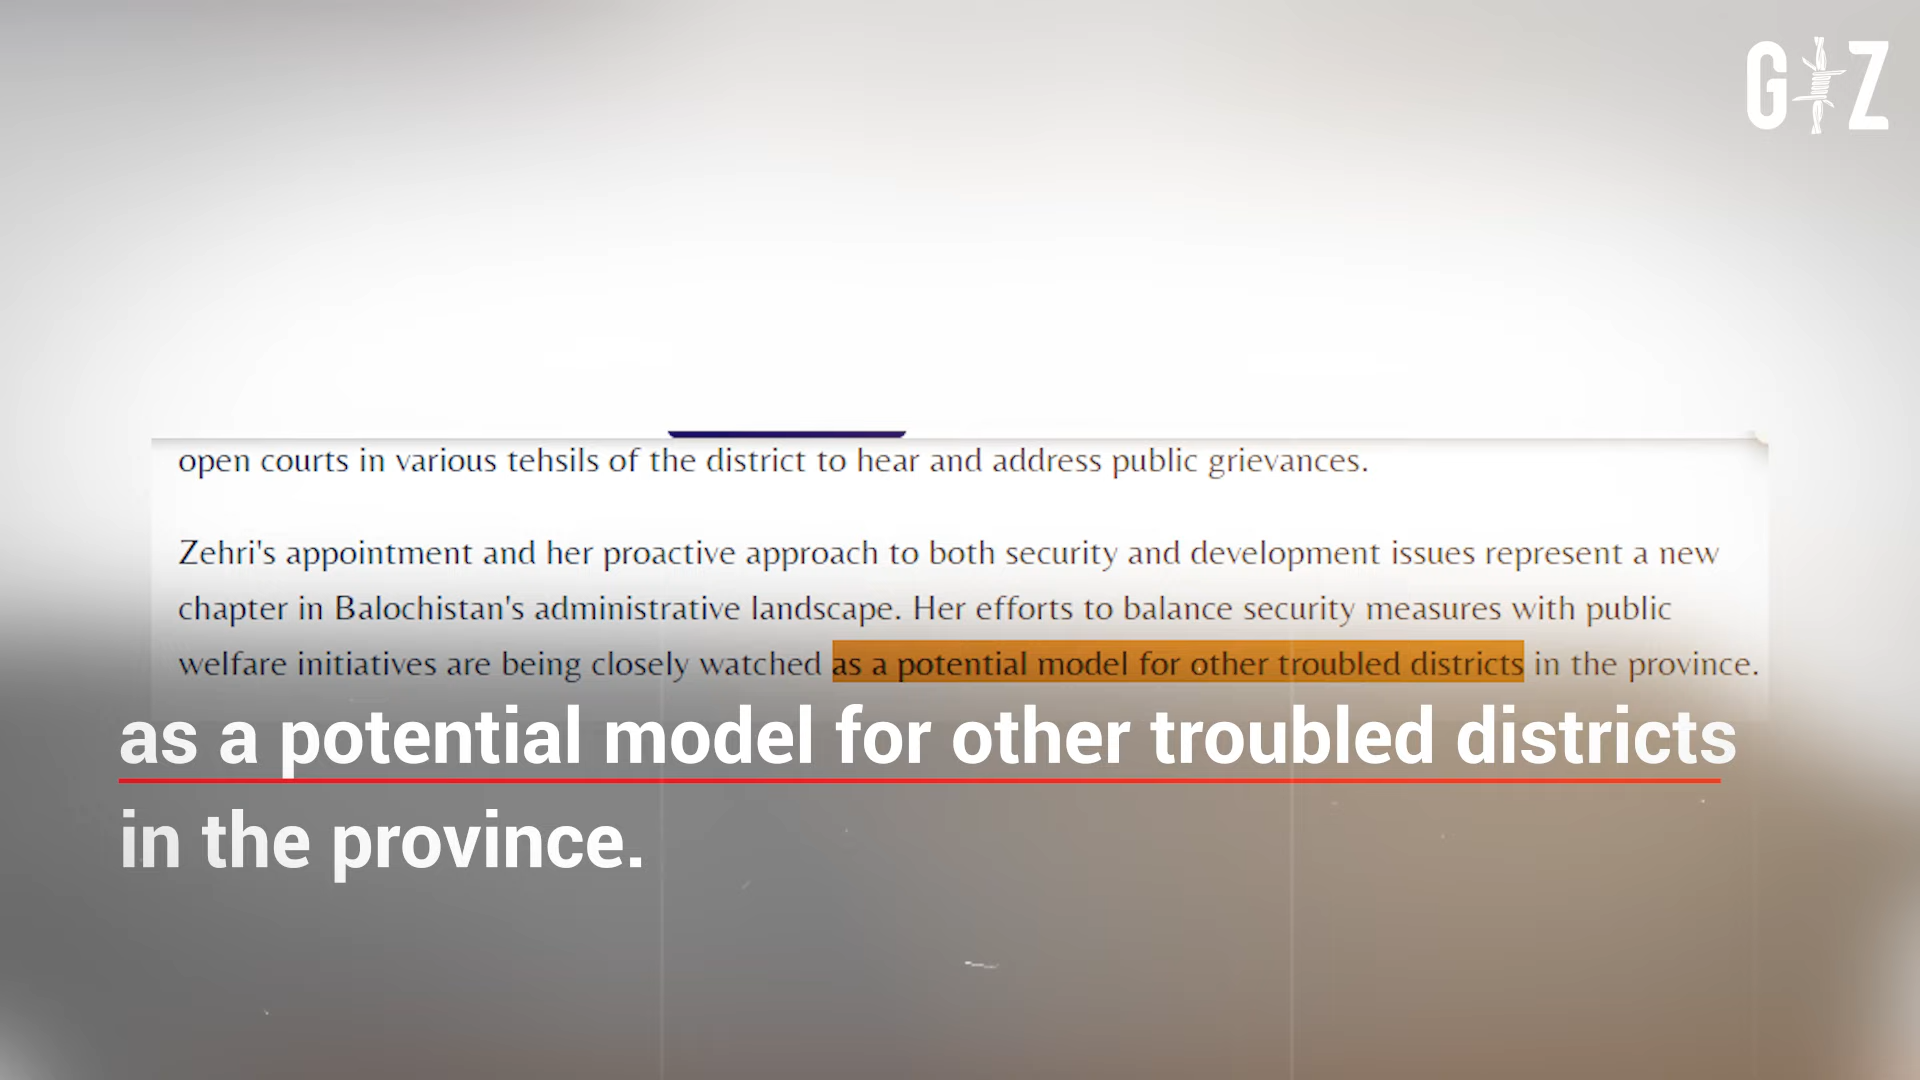 G Z
open courts in various tehsils of the district to hear and address public grievances.
Zehri's appointment and her proactive approach to both security and development issues represent a new
chapter in Balochistan's administrative landscape. Her efforts to balance security measures with public
welfare initiatives are being closely watched as a potential model for other troubled districts in the province.
as a potential model for other troubled districts
in the province.